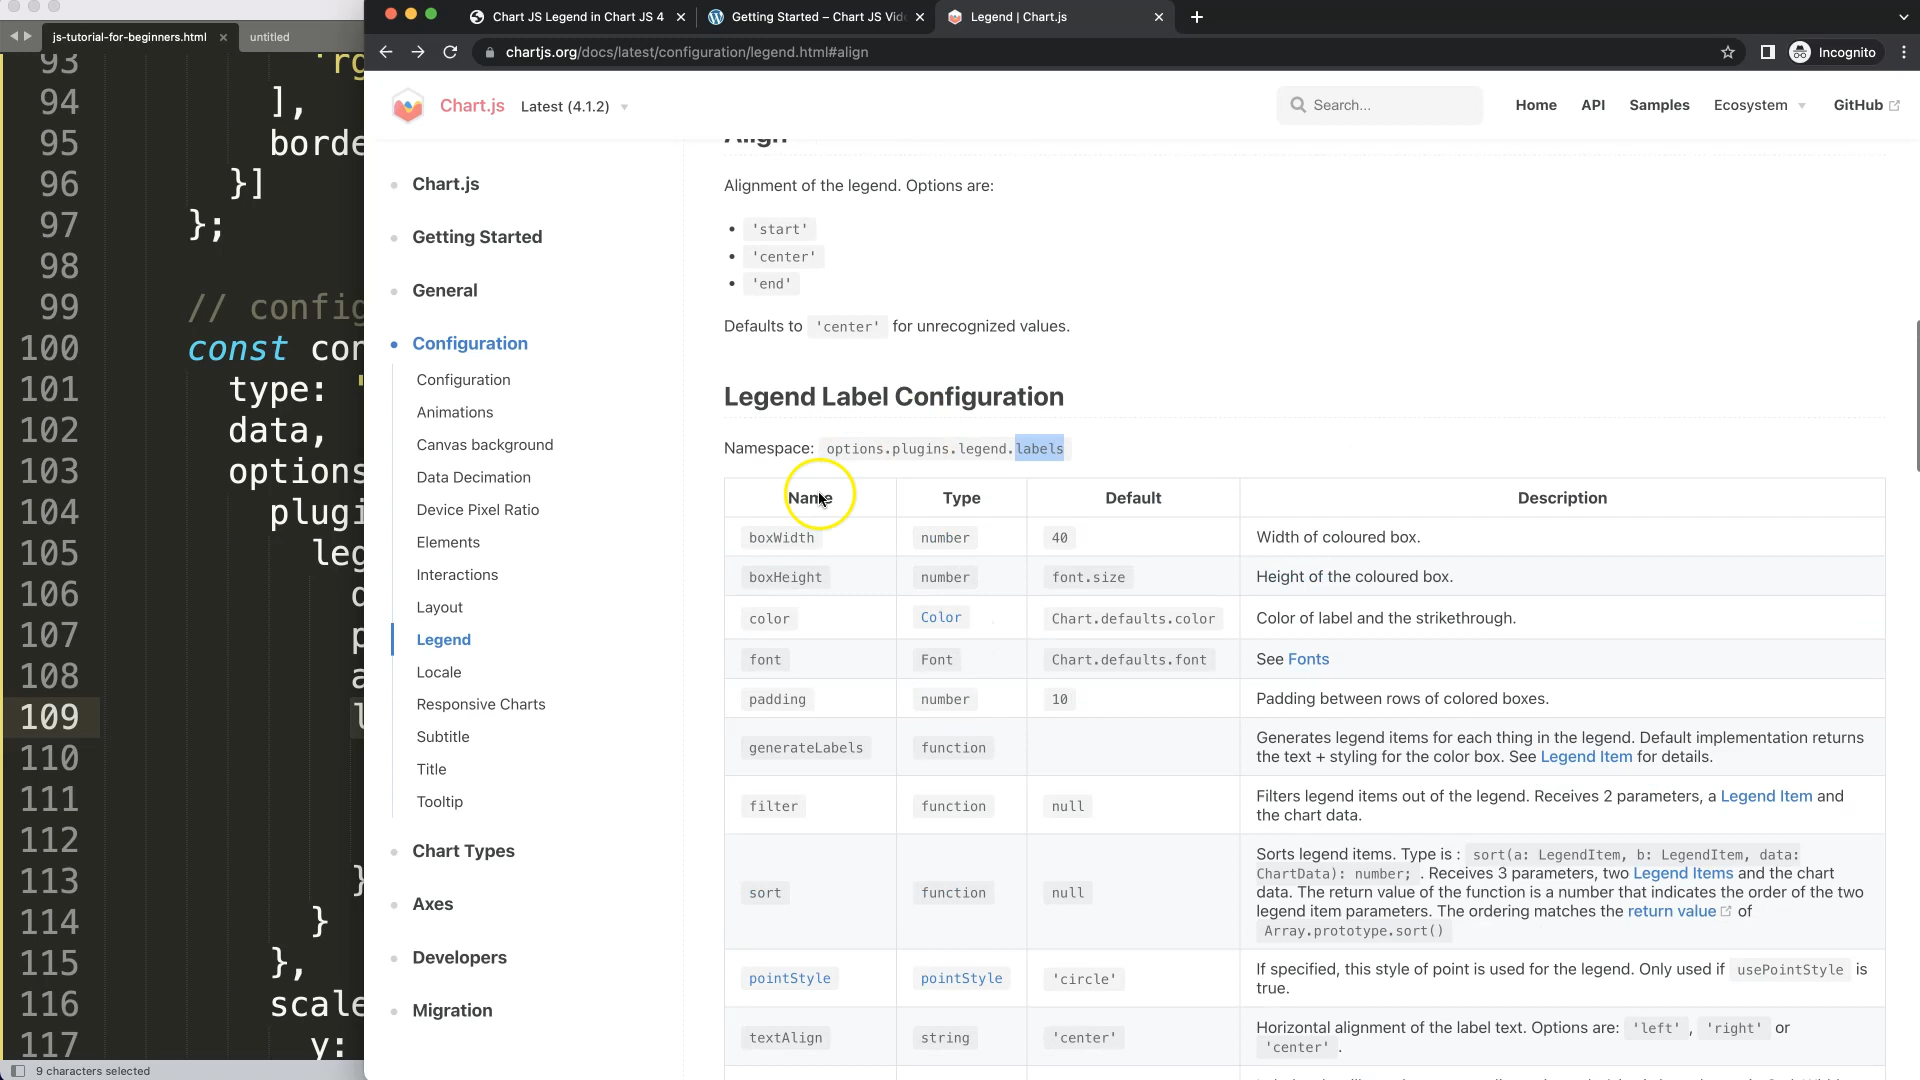 Chart JS Legend in Chart JS 4
Getting Started – Chart JS Vide
Legend | Chart.js
js-tutorial-for-beginners.html
untitled
chartjs.org/docs/latest/configuration/legend.html#align
Incognito
Chart.js
Latest (4.1.2)
Search...
Home
API
Samples
Ecosystem
GitHub
93 'rg
94 ],
95 borde
96 }]
97 };
98
99 // config
100 const con
101 type: '
102 data,
103 options
104 plugi
105 leg
106
107
108
109
110
111
112
113 }
114 }
115 },
116 scale
117 y:
9 characters selected
Chart.js
Getting Started
General
Configuration
Configuration
Animations
Canvas background
Data Decimation
Device Pixel Ratio
Elements
Interactions
Layout
Legend
Locale
Responsive Charts
Subtitle
Title
Tooltip
Chart Types
Axes
Developers
Migration
Align
Alignment of the legend. Options are:
• 'start'
• 'center'
• 'end'
Defaults to 'center' for unrecognized values.
Legend Label Configuration
Namespace: options.plugins.legend.labels
Name Type Default Description
boxWidth number 40 Width of coloured box.
boxHeight number font.size Height of the coloured box.
color Color Chart.defaults.color Color of label and the strikethrough.
font Font Chart.defaults.font See Fonts
padding number 10 Padding between rows of colored boxes.
generateLabels function Generates legend items for each thing in the legend. Default implementation returns
the text + styling for the color box. See Legend Item for details.
filter function null Filters legend items out of the legend. Receives 2 parameters, a Legend Item and
the chart data.
sort function null Sorts legend items. Type is : sort(a: LegendItem, b: LegendItem, data:
ChartData): number; . Receives 3 parameters, two Legend Items and the chart
data. The return value of the function is a number that indicates the order of the two
legend item parameters. The ordering matches the return value of
Array.prototype.sort()
pointStyle pointStyle 'circle' If specified, this style of point is used for the legend. Only used if usePointStyle is
true.
textAlign string 'center' Horizontal alignment of the label text. Options are: 'left' , 'right' or
'center' .